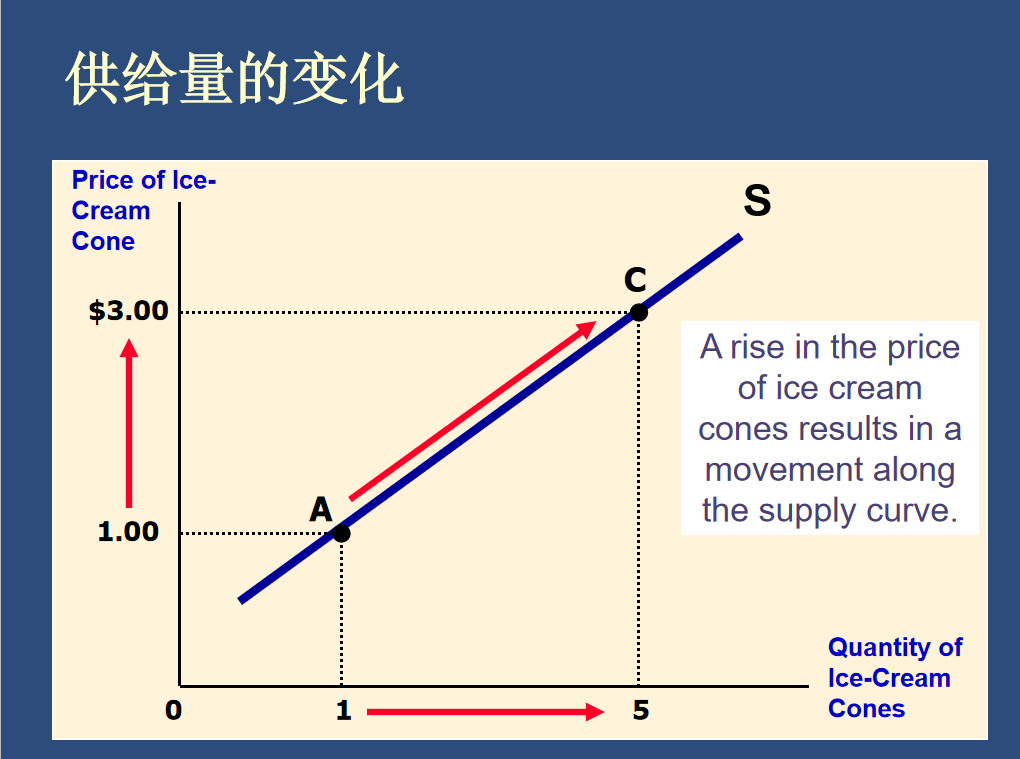 供给量的变化
Price of Ice-
Cream
Cone
S
C
$3.00
A rise in the price
of ice cream
cones results in a
movement along
the supply curve.
A
1.00
Quantity of
Ice-Cream
Cones
0
1
5